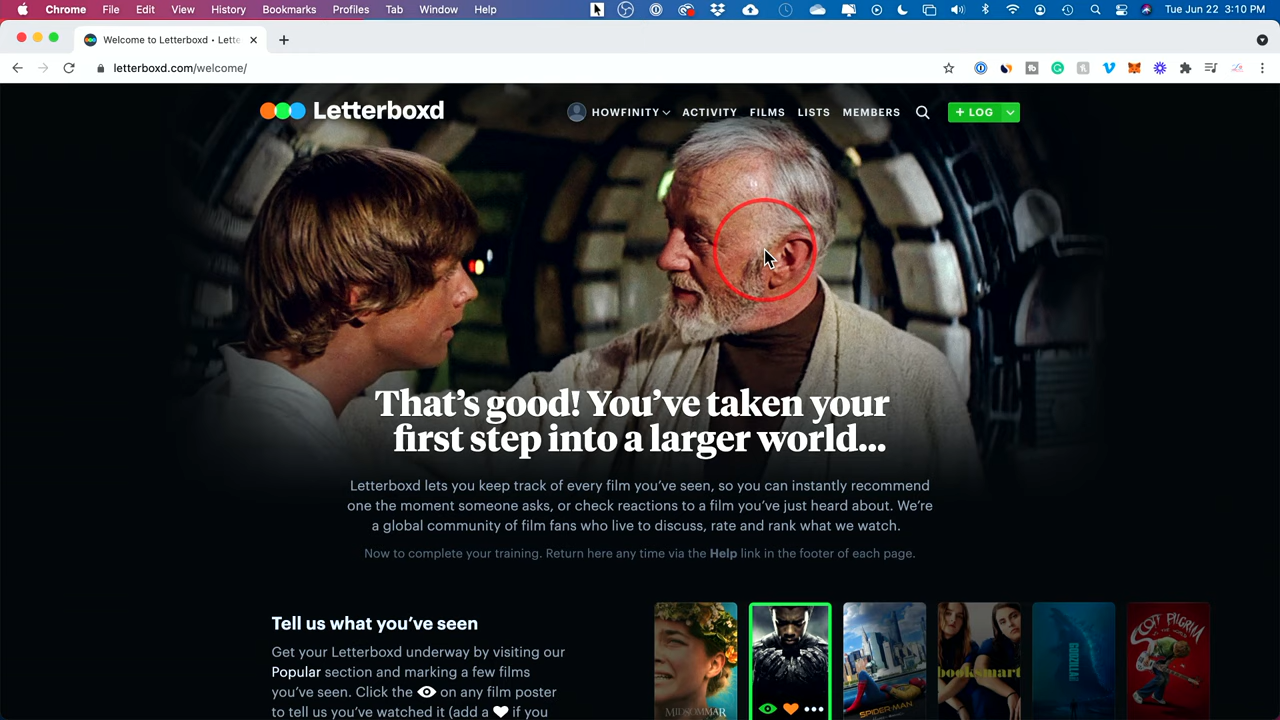 Chrome File Edit View History Bookmarks Profiles Tab Window Help Tue Jun 22 3:10 PM
Welcome to Letterboxd • Lette
letterboxd.com/welcome/
Letterboxd HOWFINITY ACTIVITY FILMS LISTS MEMBERS + LOG
That's good! You've taken your
first step into a larger world...
Letterboxd lets you keep track of every film you've seen, so you can instantly recommend
one the moment someone asks, or check reactions to a film you've just heard about. We're
a global community of film fans who live to discuss, rate and rank what we watch.
Now to complete your training. Return here any time via the Help link in the footer of each page.
Tell us what you've seen
Get your Letterboxd underway by visiting our
Popular section and marking a few films
you've seen. Click the on any film poster
to tell us you've watched it (add a if you
MIDSOMMAR
SPIDER-MAN
booksmart
GODZILLA
SCOTT PILGRIM
VS THE WORLD